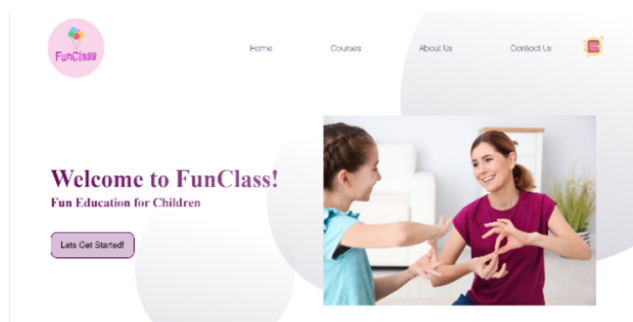 FunClass
Home
Courses
About Us
Contact Us
Welcome to FunClass!
Fun Education for Children
Lets Get Started!